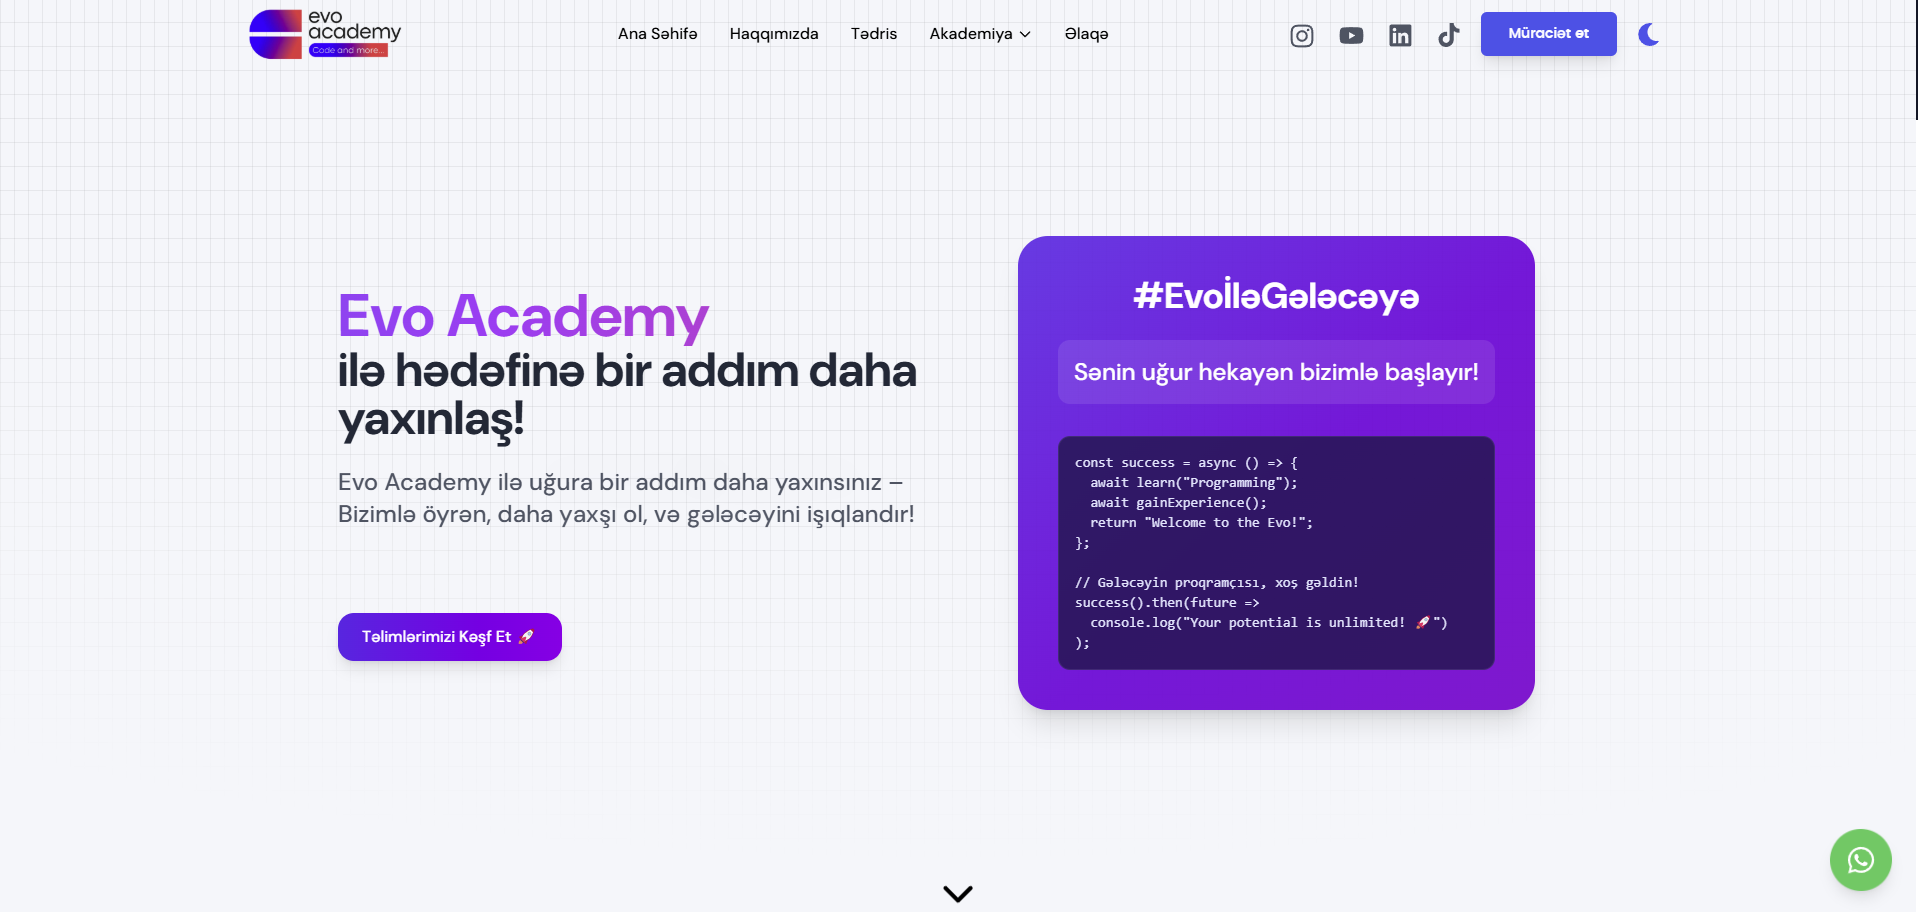 evo
academy
Code and more...
Ana Səhifə
Haqqımızda
Tədris
Akademiya
Əlaqə
Müraciət et
Evo Academy
ilə hədəfinə bir addım daha
yaxınlaş!
Evo Academy ilə uğura bir addım daha yaxınsınız –
Bizimlə öyrən, daha yaxşı ol, və gələcəyini işıqlandır!
Təlimlərimizi Kəşf Et 🚀
#EvoİləGələcəyə
Sənin uğur hekayən bizimlə başlayır!
const success = async () => {
  await learn("Programming");
  await gainExperience();
  return "Welcome to the Evo!";
};
// Gələcəyin proqramçısı, xoş gəldin!
success().then(future =>
  console.log("Your potential is unlimited! 🚀")
);